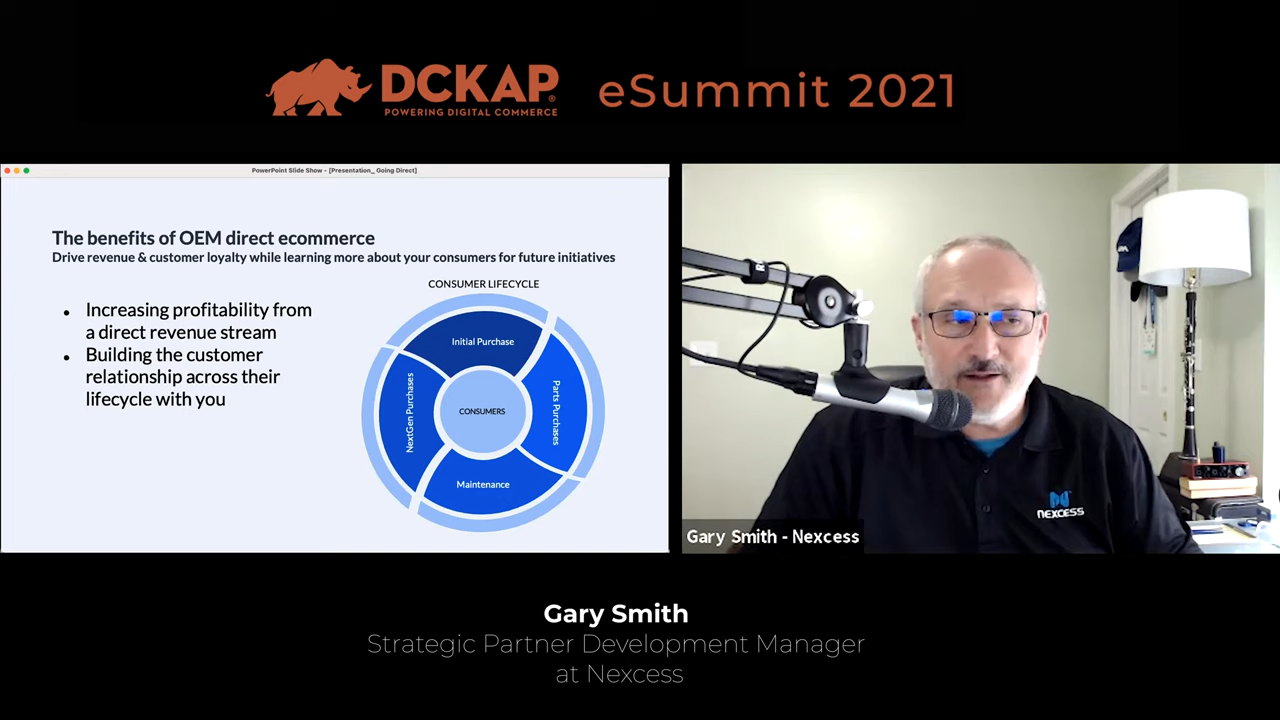 DCKAP®
POWERING DIGITAL COMMERCE
eSummit 2021
PowerPoint Slide Show - [Presentation_ Going Direct]
The benefits of OEM direct ecommerce
Drive revenue & customer loyalty while learning more about your consumers for future initiatives
• Increasing profitability from
a direct revenue stream
• Building the customer
relationship across their
lifecycle with you
CONSUMER LIFECYCLE
Initial Purchase
Parts Purchases
Maintenance
NextGen Purchases
CONSUMERS
NEXCESS
Gary Smith - Nexcess
Gary Smith
Strategic Partner Development Manager
at Nexcess